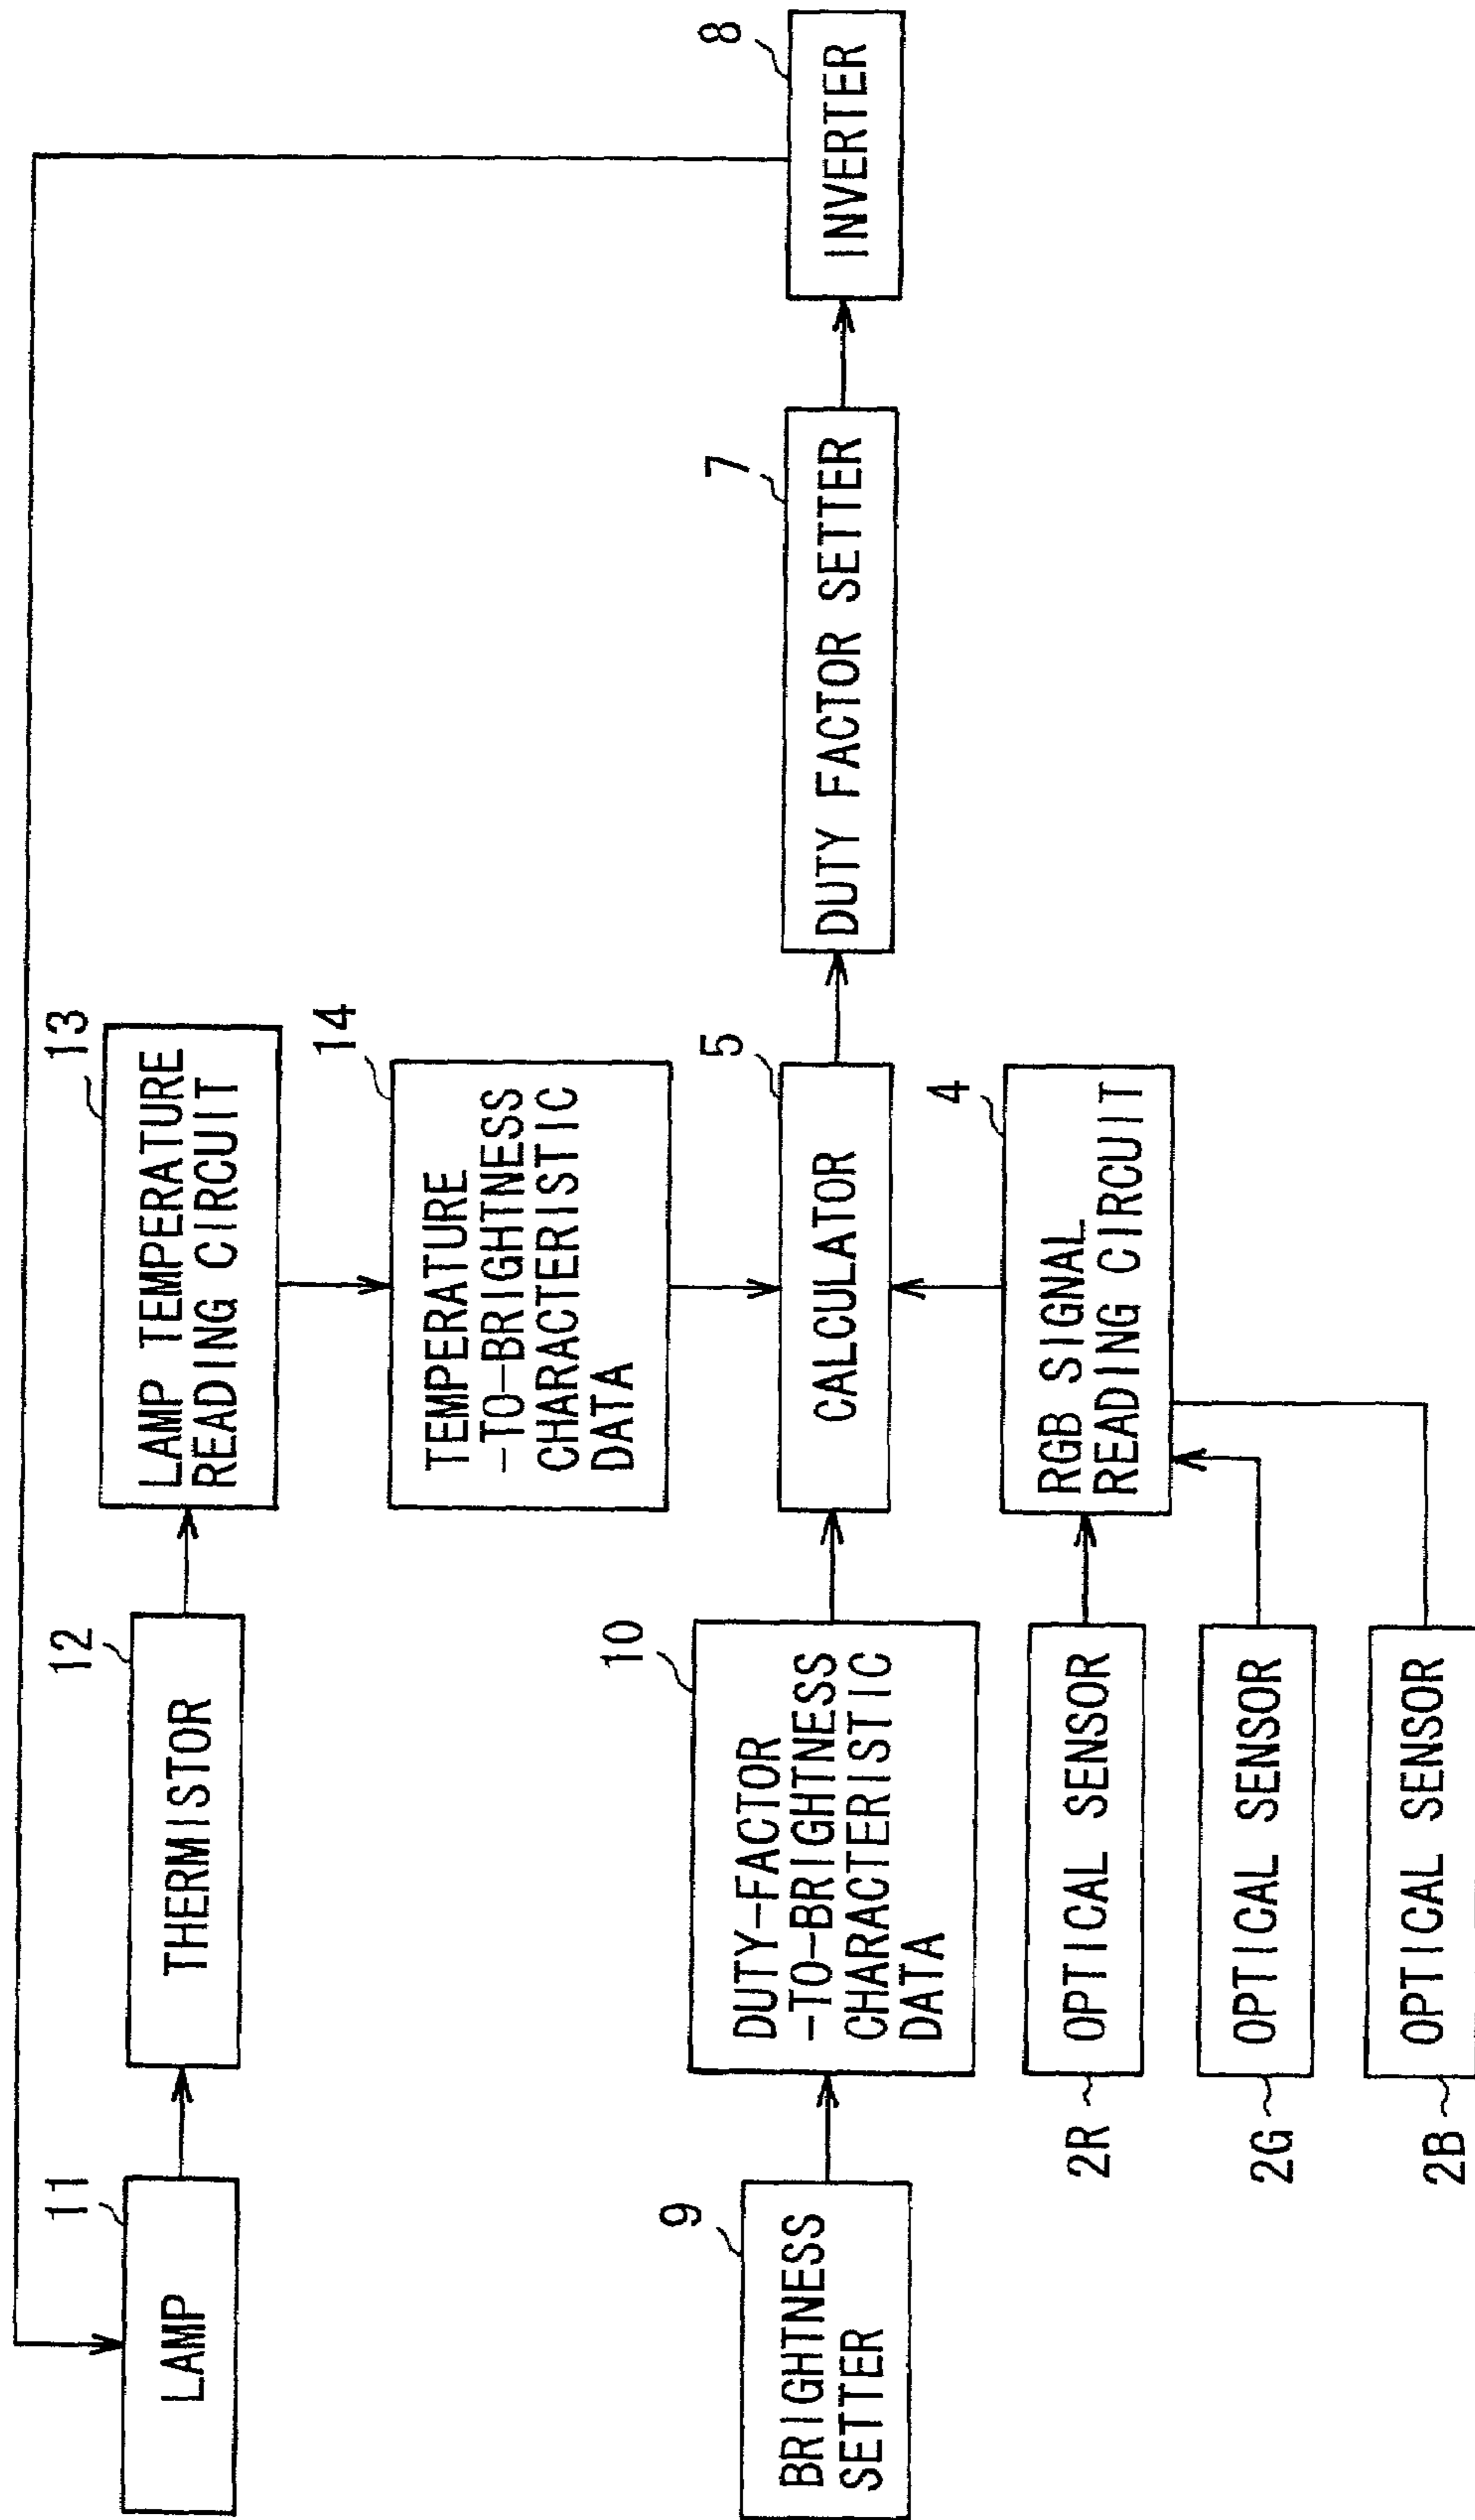 11
LAMP
12
THERMISTOR
13
LAMP TEMPERATURE
READING CIRCUIT
14
TEMPERATURE
-TO-BRIGHTNESS
CHARACTERISTIC
DATA
9
BRIGHTNESS
SETTER
10
DUTY-FACTOR
-TO-BRIGHTNESS
CHARACTERISTIC
DATA
5
CALCULATOR
7
DUTY FACTOR SETTER
8
INVERTER
4
RGB SIGNAL
READING CIRCUIT
2R
OPTICAL SENSOR
2G
OPTICAL SENSOR
2B
OPTICAL SENSOR